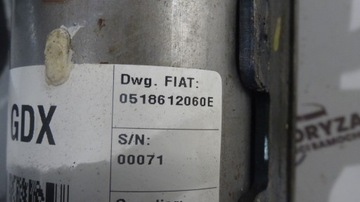 Dwg. FIAT:
0518612060E
GDX
S/N:
00071